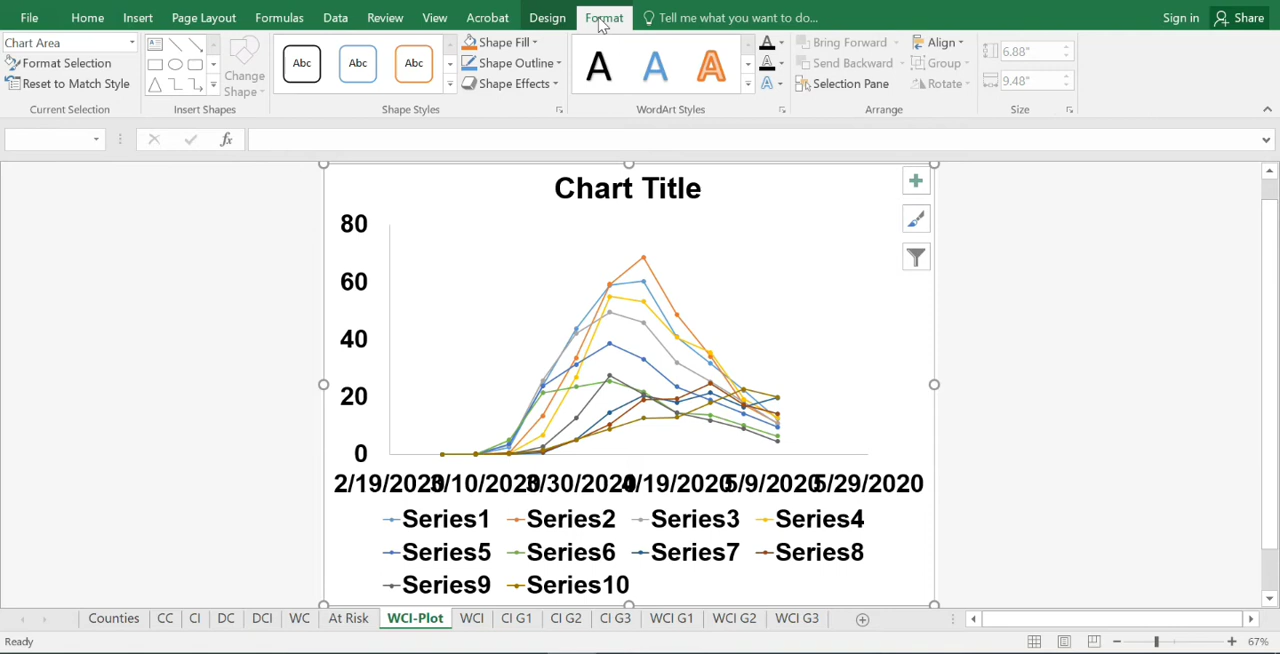 File Home Insert Page Layout Formulas Data Review View Acrobat Design Format Tell me what you want to do... Sign in Share
Chart Area
Format Selection
Reset to Match Style
Current Selection
Change
Shape
Insert Shapes
Abc Abc Abc
Shape Fill
Shape Outline
Shape Effects
Shape Styles
A A A
A
A
A
WordArt Styles
Bring Forward
Send Backward
Selection Pane
Align
Group
Rotate
Arrange
6.88"
9.48"
Size
fx
Chart Title
80
60
40
20
0
2/19/2020 3/10/2020 3/30/2020 4/19/2020 5/9/2020 5/29/2020
Series1 Series2 Series3 Series4
Series5 Series6 Series7 Series8
Series9 Series10
Counties CC CI DC DCI WC At Risk WCI-Plot WCI CI G1 CI G2 CI G3 WCI G1 WCI G2 WCI G3
Ready
67%